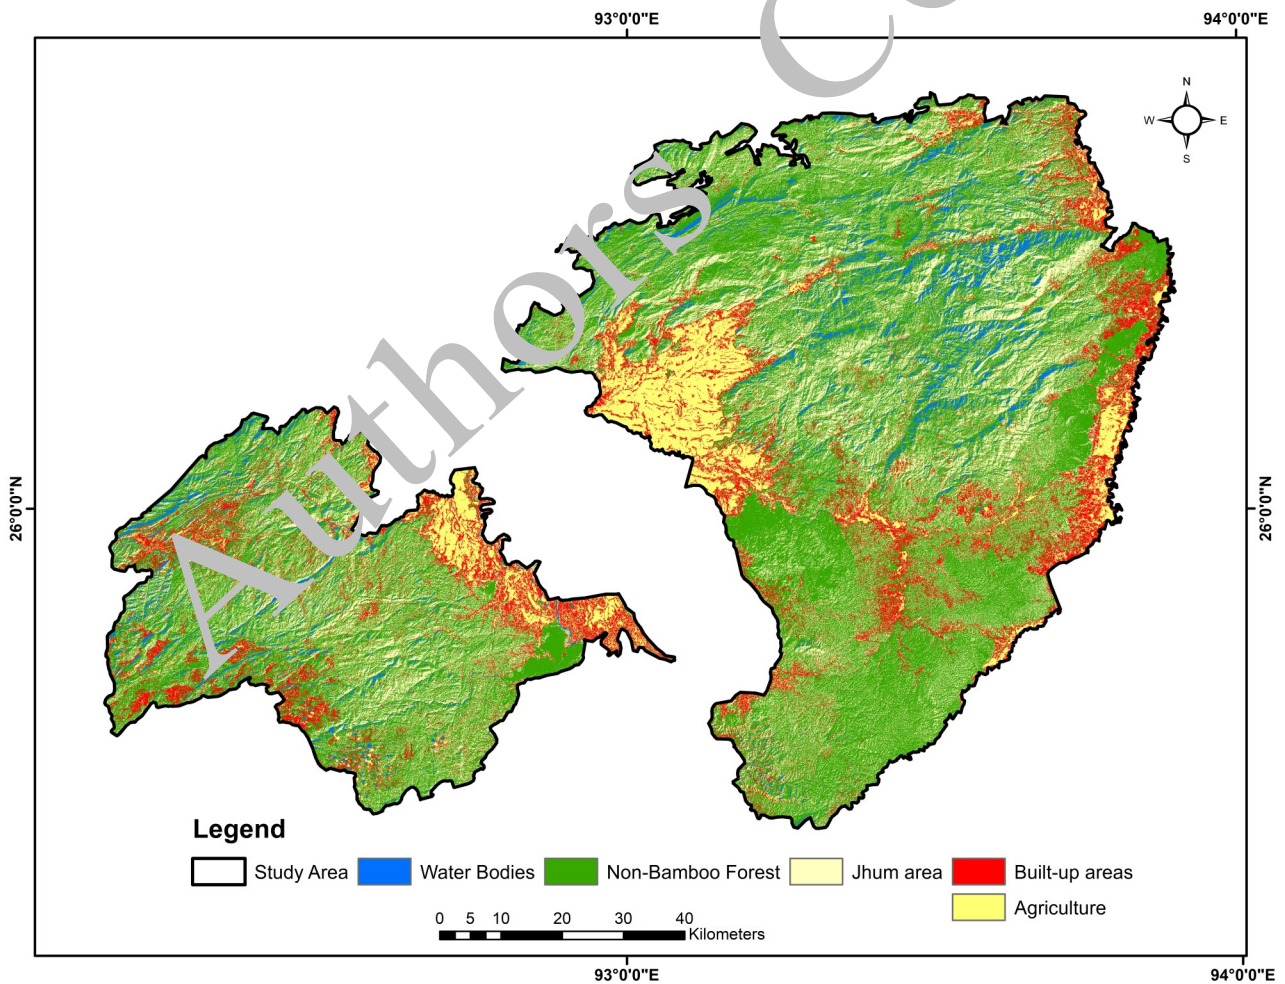 93°0'0"E 94°0'0"E
N
W E
S
26°0'0"N 26°0'0"N
Authors Co
Legend
Study Area Water Bodies Non-Bamboo Forest Jhum area Built-up areas
Agriculture
0 5 10 20 30 40
Kilometers
93°0'0"E 94°0'0"E